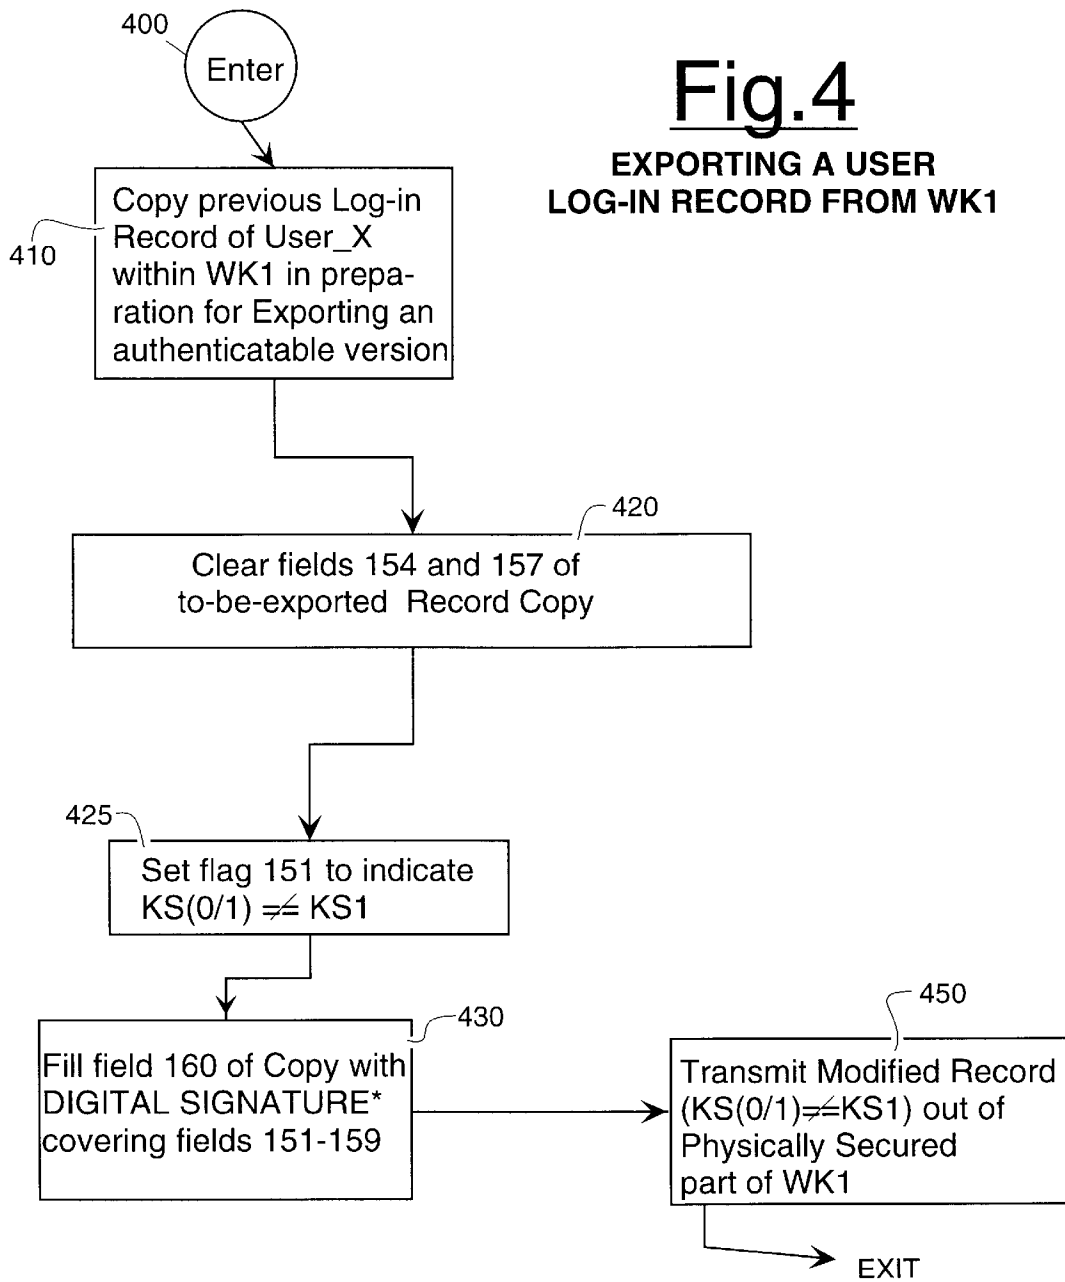 400
Enter
Fig.4
EXPORTING A USER
LOG-IN RECORD FROM WK1
410
Copy previous Log-in
Record of User_X
within WK1 in prepa-
ration for Exporting an
authenticatable version
420
Clear fields 154 and 157 of
to-be-exported Record Copy
425
Set flag 151 to indicate
KS(0/1) ≠ KS1
430
Fill field 160 of Copy with
DIGITAL SIGNATURE*
covering fields 151-159
450
Transmit Modified Record
(KS(0/1)≠KS1) out of
Physically Secured
part of WK1
EXIT